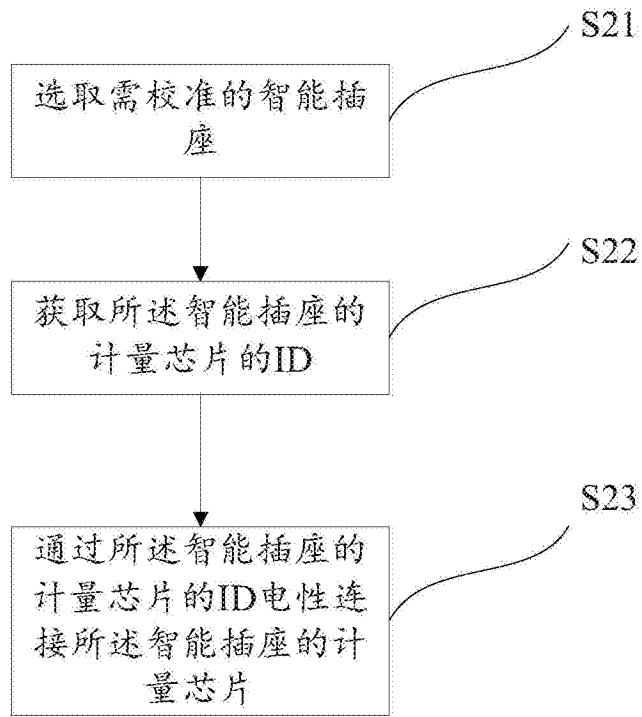 S21
选取需校准的智能插
座
S22
获取所述智能插座的
计量芯片的ID
S23
通过所述智能插座的
计量芯片的ID电性连
接所述智能插座的计
量芯片